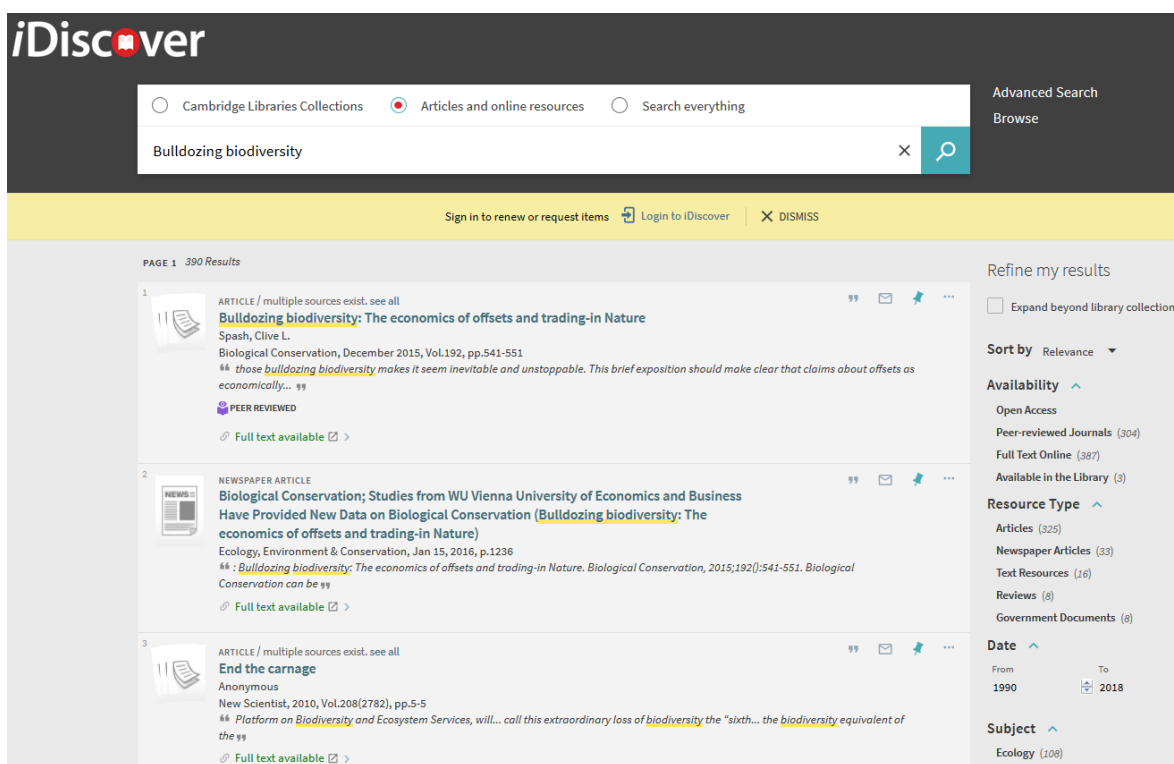 iDiscover
Cambridge Libraries Collections Articles and online resources Search everything
Advanced Search
Browse
Bulldozing biodiversity
Sign in to renew or request items Login to iDiscover DISMISS
PAGE 1 390 Results
1
ARTICLE / multiple sources exist. see all
Bulldozing biodiversity: The economics of offsets and trading-in Nature
Spash, Clive L.
Biological Conservation, December 2015, Vol.192, pp.541-551
“ those bulldozing biodiversity makes it seem inevitable and unstoppable. This brief exposition should make clear that claims about offsets as
economically... ”
PEER REVIEWED
Full text available
2
NEWS
NEWSPAPER ARTICLE
Biological Conservation; Studies from WU Vienna University of Economics and Business
Have Provided New Data on Biological Conservation (Bulldozing biodiversity: The
economics of offsets and trading-in Nature)
Ecology, Environment & Conservation, Jan 15, 2016, p.1236
“ : Bulldozing biodiversity: The economics of offsets and trading-in Nature. Biological Conservation, 2015;192():541-551. Biological
Conservation can be ”
Full text available
3
ARTICLE / multiple sources exist. see all
End the carnage
Anonymous
New Scientist, 2010, Vol.208(2782), pp.5-5
“ Platform on Biodiversity and Ecosystem Services, will... call this extraordinary loss of biodiversity the “sixth... the biodiversity equivalent of
the ”
Full text available
Refine my results
Expand beyond library collection
Sort by Relevance
Availability
Open Access
Peer-reviewed Journals (304)
Full Text Online (387)
Available in the Library (3)
Resource Type
Articles (325)
Newspaper Articles (33)
Text Resources (16)
Reviews (8)
Government Documents (8)
Date
From To
1990 2018
Subject
Ecology (108)